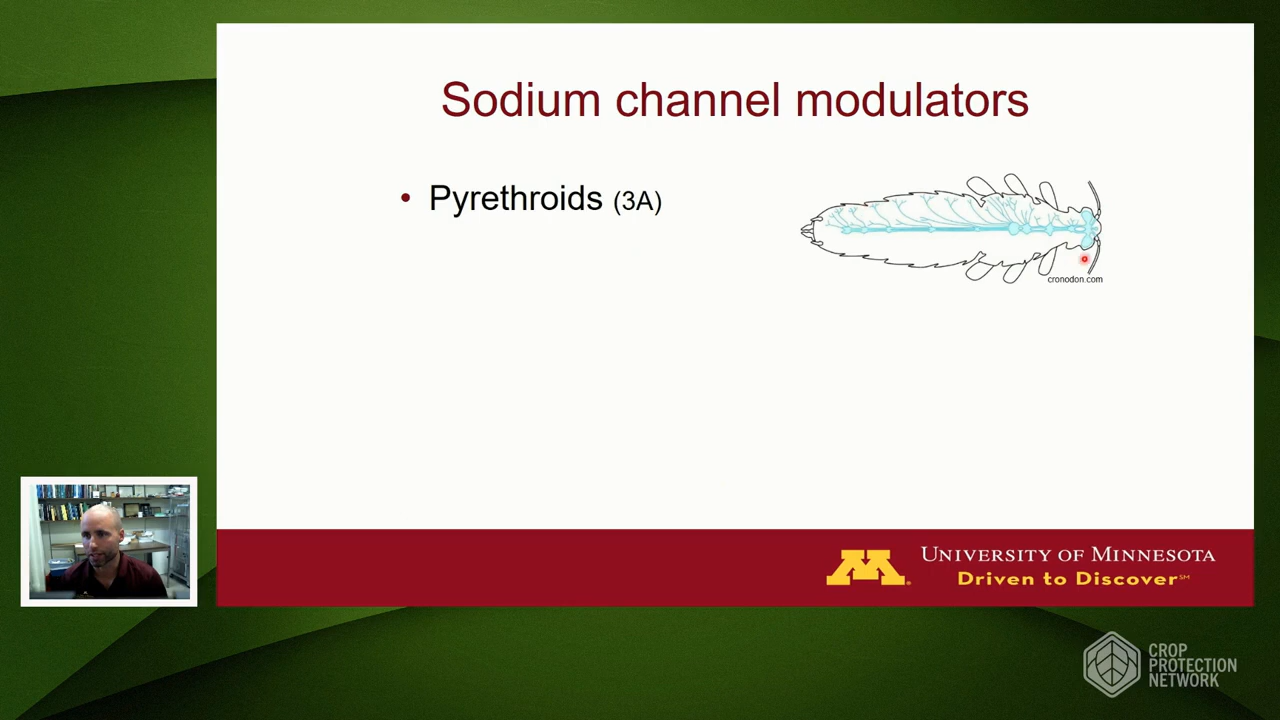 Sodium channel modulators
• Pyrethroids (3A)
cronodon.com
M
UNIVERSITY OF MINNESOTA
Driven to Discover℠
CROP
PROTECTION
NETWORK